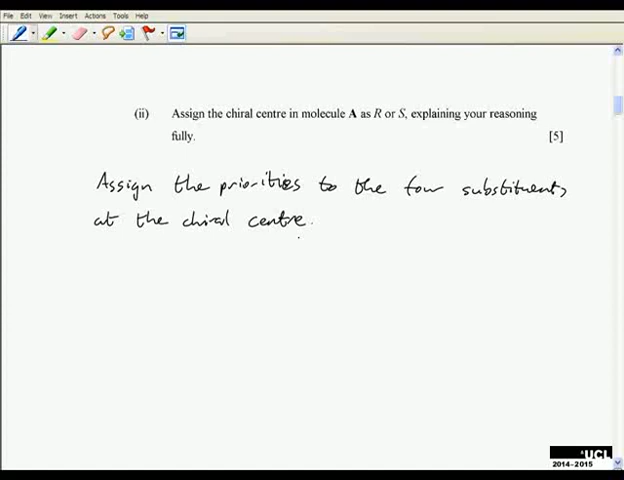 File Edit View Insert Actions Tools Help
(ii) Assign the chiral centre in molecule A as R or S, explaining your reasoning
fully. [5]
Assign the priorities to the four substituents
at the chiral centre.
UCL
2014-2015